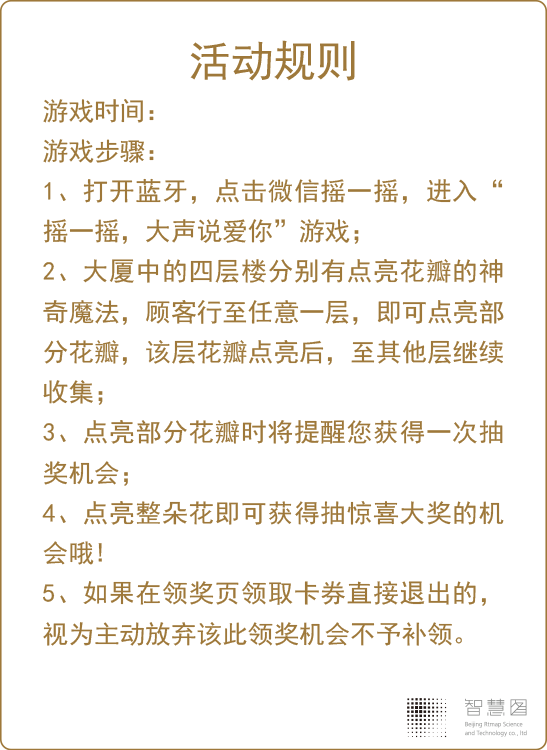 活动规则
游戏时间：
游戏步骤：
1、打开蓝牙，点击微信摇一摇，进入“
摇一摇，大声说爱你”游戏；
2、大厦中的四层楼分别有点亮花瓣的神
奇魔法，顾客行至任意一层，即可点亮部
分花瓣，该层花瓣点亮后，至其他层继续
收集；
3、点亮部分花瓣时将提醒您获得一次抽
奖机会；
4、点亮整朵花即可获得抽惊喜大奖的机
会哦!
5、如果在领奖页领取卡券直接退出的，
视为主动放弃该此领奖机会不予补领。
智慧图
Beijing Rtmap Science
and Technology co., ltd